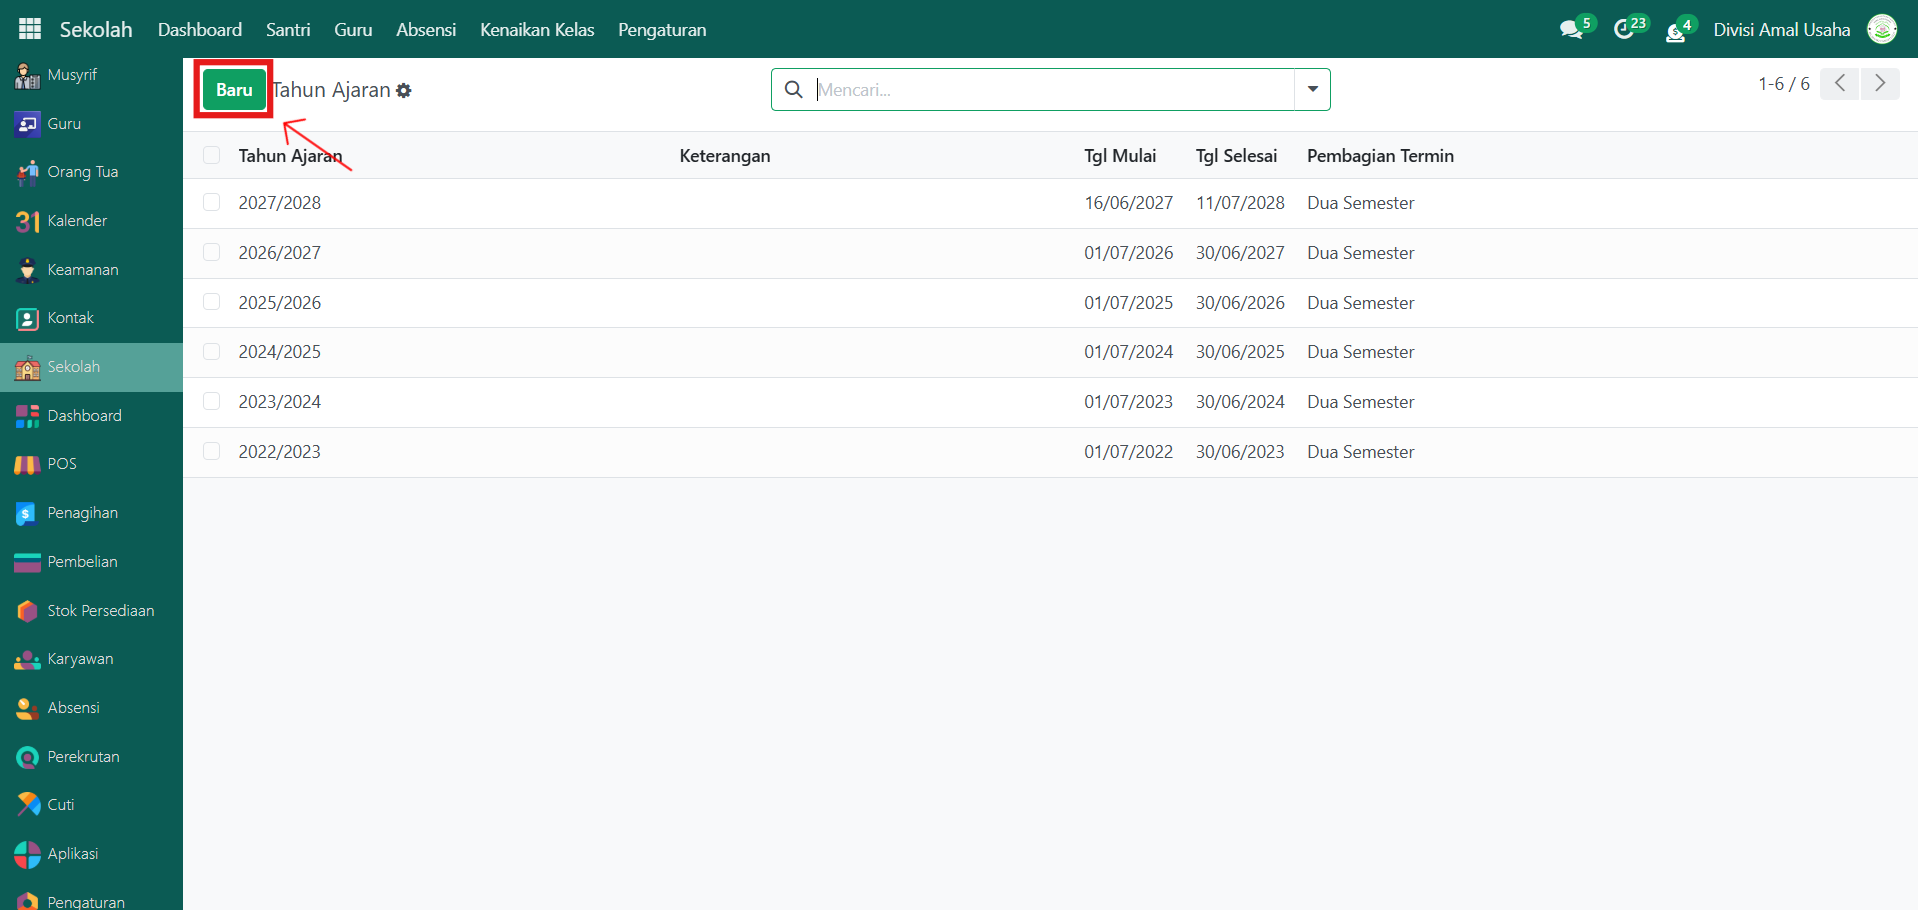 Sekolah Dashboard Santri Guru Absensi Kenaikan Kelas Pengaturan 5 23 4 Divisi Amal Usaha
Musyrif
Guru
Orang Tua
31 Kalender
Keamanan
Kontak
Sekolah
Dashboard
POS
Penagihan
Pembelian
Stok Persediaan
Karyawan
Absensi
Perekrutan
Cuti
Aplikasi
Pengaturan
Baru Tahun Ajaran Mencari... 1-6 / 6
Tahun Ajaran Keterangan Tgl Mulai Tgl Selesai Pembagian Termin
2027/2028 16/06/2027 11/07/2028 Dua Semester
2026/2027 01/07/2026 30/06/2027 Dua Semester
2025/2026 01/07/2025 30/06/2026 Dua Semester
2024/2025 01/07/2024 30/06/2025 Dua Semester
2023/2024 01/07/2023 30/06/2024 Dua Semester
2022/2023 01/07/2022 30/06/2023 Dua Semester